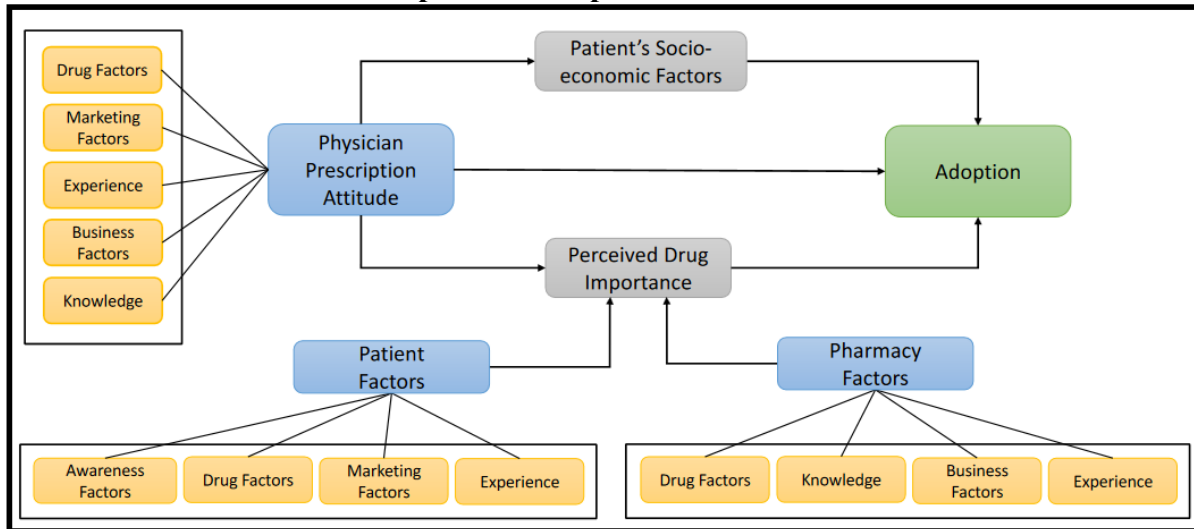 Drug Factors
Marketing
Factors
Experience
Business
Factors
Knowledge
Physician
Prescription
Attitude
Patient's Socio-
economic Factors
Adoption
Perceived Drug
Importance
Patient
Factors
Pharmacy
Factors
Awareness
Factors
Drug Factors
Marketing
Factors
Experience
Drug Factors
Knowledge
Business
Factors
Experience